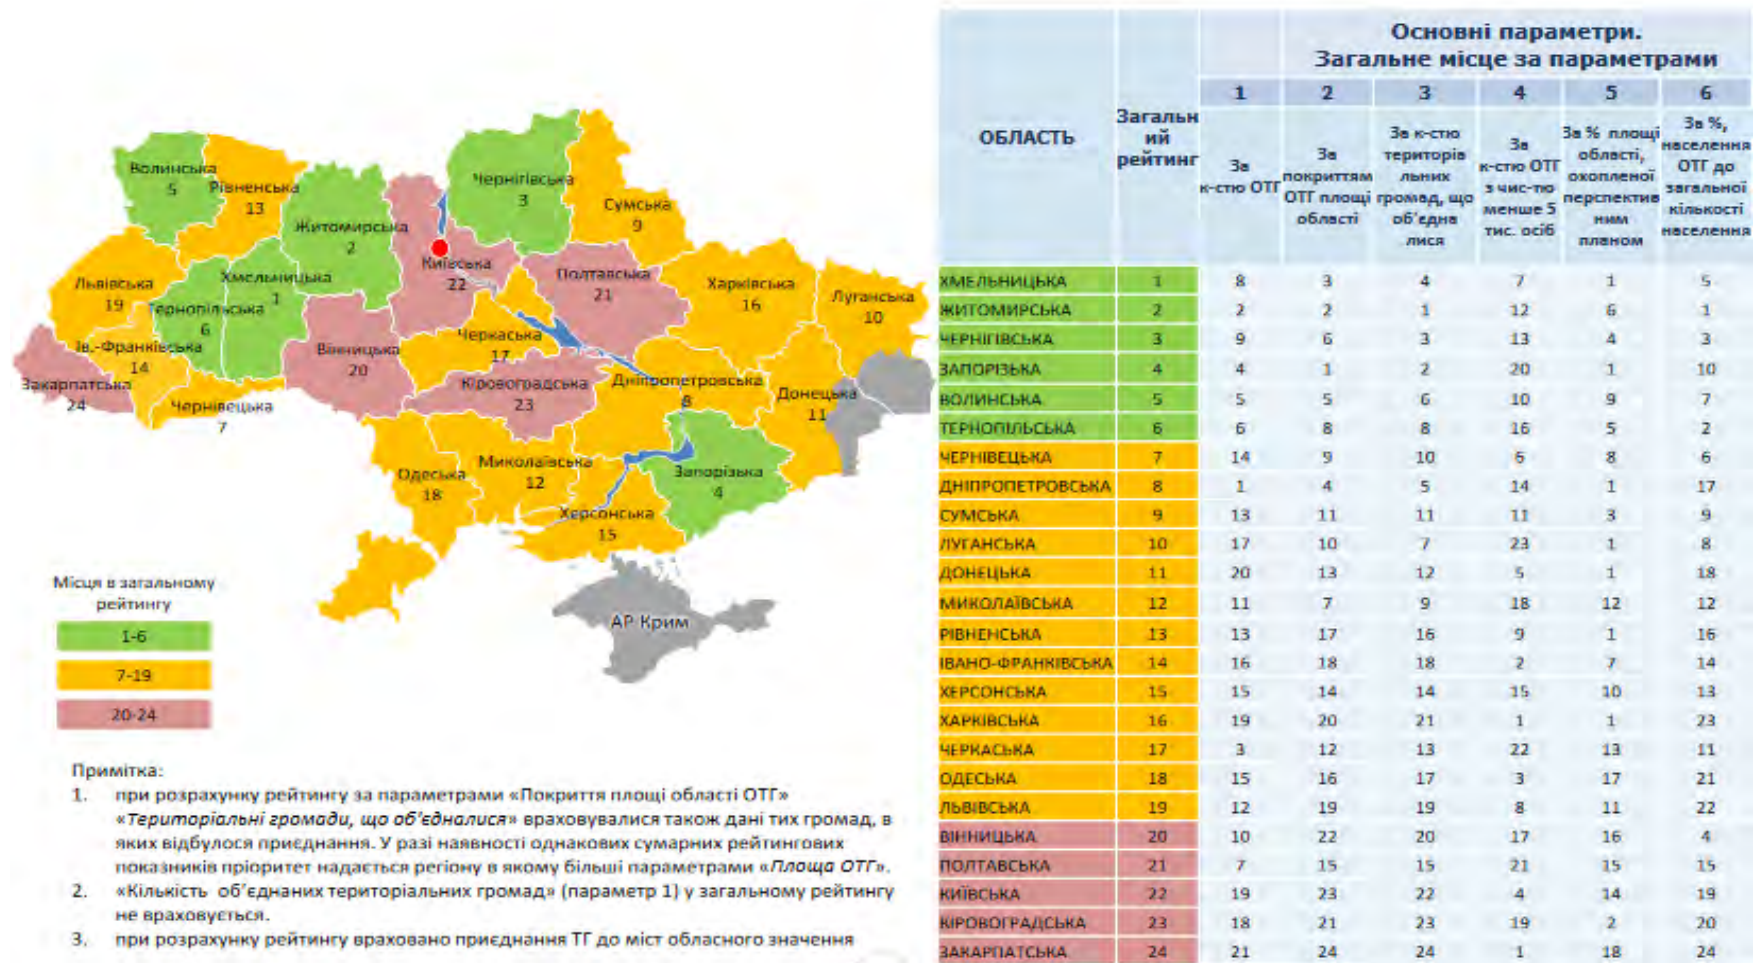 Волинська
5
Рівненська
13
Житомирська
2
Чернігівська
3
Сумська
9
Київська
22
Львівська
19
Тернопільська
6
Хмельницька
1
Полтавська
21
Харківська
16
Луганська
10
Ів.-Франківська
14
Закарпатська
24
Чернівецька
7
Вінницька
20
Черкаська
17
Кіровоградська
23
Дніпропетровська
8
Донецька
11
Одеська
18
Миколаївська
12
Запорізька
4
Херсонська
15
АР Крим
Місця в загальному
рейтингу
1-6
7-19
20-24
Примітка:
1. при розрахунку рейтингу за параметрами «Покриття площі області ОТГ»
«Територіальні громади, що об’єдналися» враховувалися також дані тих громад, в
яких відбулося приєднання. У разі наявності однакових сумарних рейтингових
показників пріоритет надається регіону в якому більші параметрами «Площа ОТГ».
2. «Кількість об’єднаних територіальних громад» (параметр 1) у загальному рейтингу
не враховується.
3. при розрахунку рейтингу враховано приєднання ТГ до міст обласного значення
Основні параметри.
Загальне місце за параметрами
1 2 3 4 5 6
ОБЛАСТЬ
Загальн
ий
рейтинг
За
к-стю ОТГ
За
покриттям
ОТГ площі
області
За к-стю
територіа
льних
громад, що
об’єдна
лися
За
к-стю ОТГ
з чис-тю
менше 5
тис. осіб
За % площі
області,
охопленої
перспектив
ним
планом
За %,
населення
ОТГ до
загальної
кількості
населення
ХМЕЛЬНИЦЬКА 1 8 3 4 7 1 5
ЖИТОМИРСЬКА 2 2 2 1 12 6 1
ЧЕРНІГІВСЬКА 3 9 6 3 13 4 3
ЗАПОРІЗЬКА 4 4 1 2 20 1 10
ВОЛИНСЬКА 5 5 5 6 10 9 7
ТЕРНОПІЛЬСЬКА 6 6 8 8 16 5 2
ЧЕРНІВЕЦЬКА 7 14 9 10 6 8 6
ДНІПРОПЕТРОВСЬКА 8 1 4 5 14 1 17
СУМСЬКА 9 13 11 11 11 3 9
ЛУГАНСЬКА 10 17 10 7 23 1 8
ДОНЕЦЬКА 11 20 13 12 5 1 18
МИКОЛАЇВСЬКА 12 11 7 9 18 12 12
РІВНЕНСЬКА 13 13 17 16 9 1 16
ІВАНО-ФРАНКІВСЬКА 14 16 18 18 2 7 14
ХЕРСОНСЬКА 15 15 14 14 15 10 13
ХАРКІВСЬКА 16 19 20 21 1 1 23
ЧЕРКАСЬКА 17 3 12 13 22 13 11
ОДЕСЬКА 18 15 16 17 3 17 21
ЛЬВІВСЬКА 19 12 19 19 8 11 22
ВІННИЦЬКА 20 10 22 20 17 16 4
ПОЛТАВСЬКА 21 7 15 15 21 15 15
КИЇВСЬКА 22 19 23 22 4 14 19
КІРОВОГРАДСЬКА 23 18 21 23 19 2 20
ЗАКАРПАТСЬКА 24 21 24 24 1 18 24